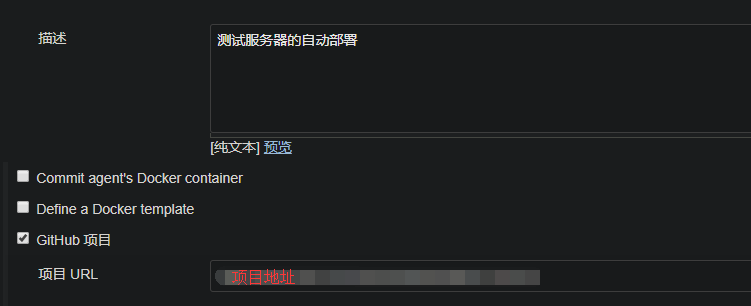 描述
测试服务器的自动部署
[纯文本] 预览
Commit agent's Docker container
Define a Docker template
GitHub 项目
项目 URL
项目地址